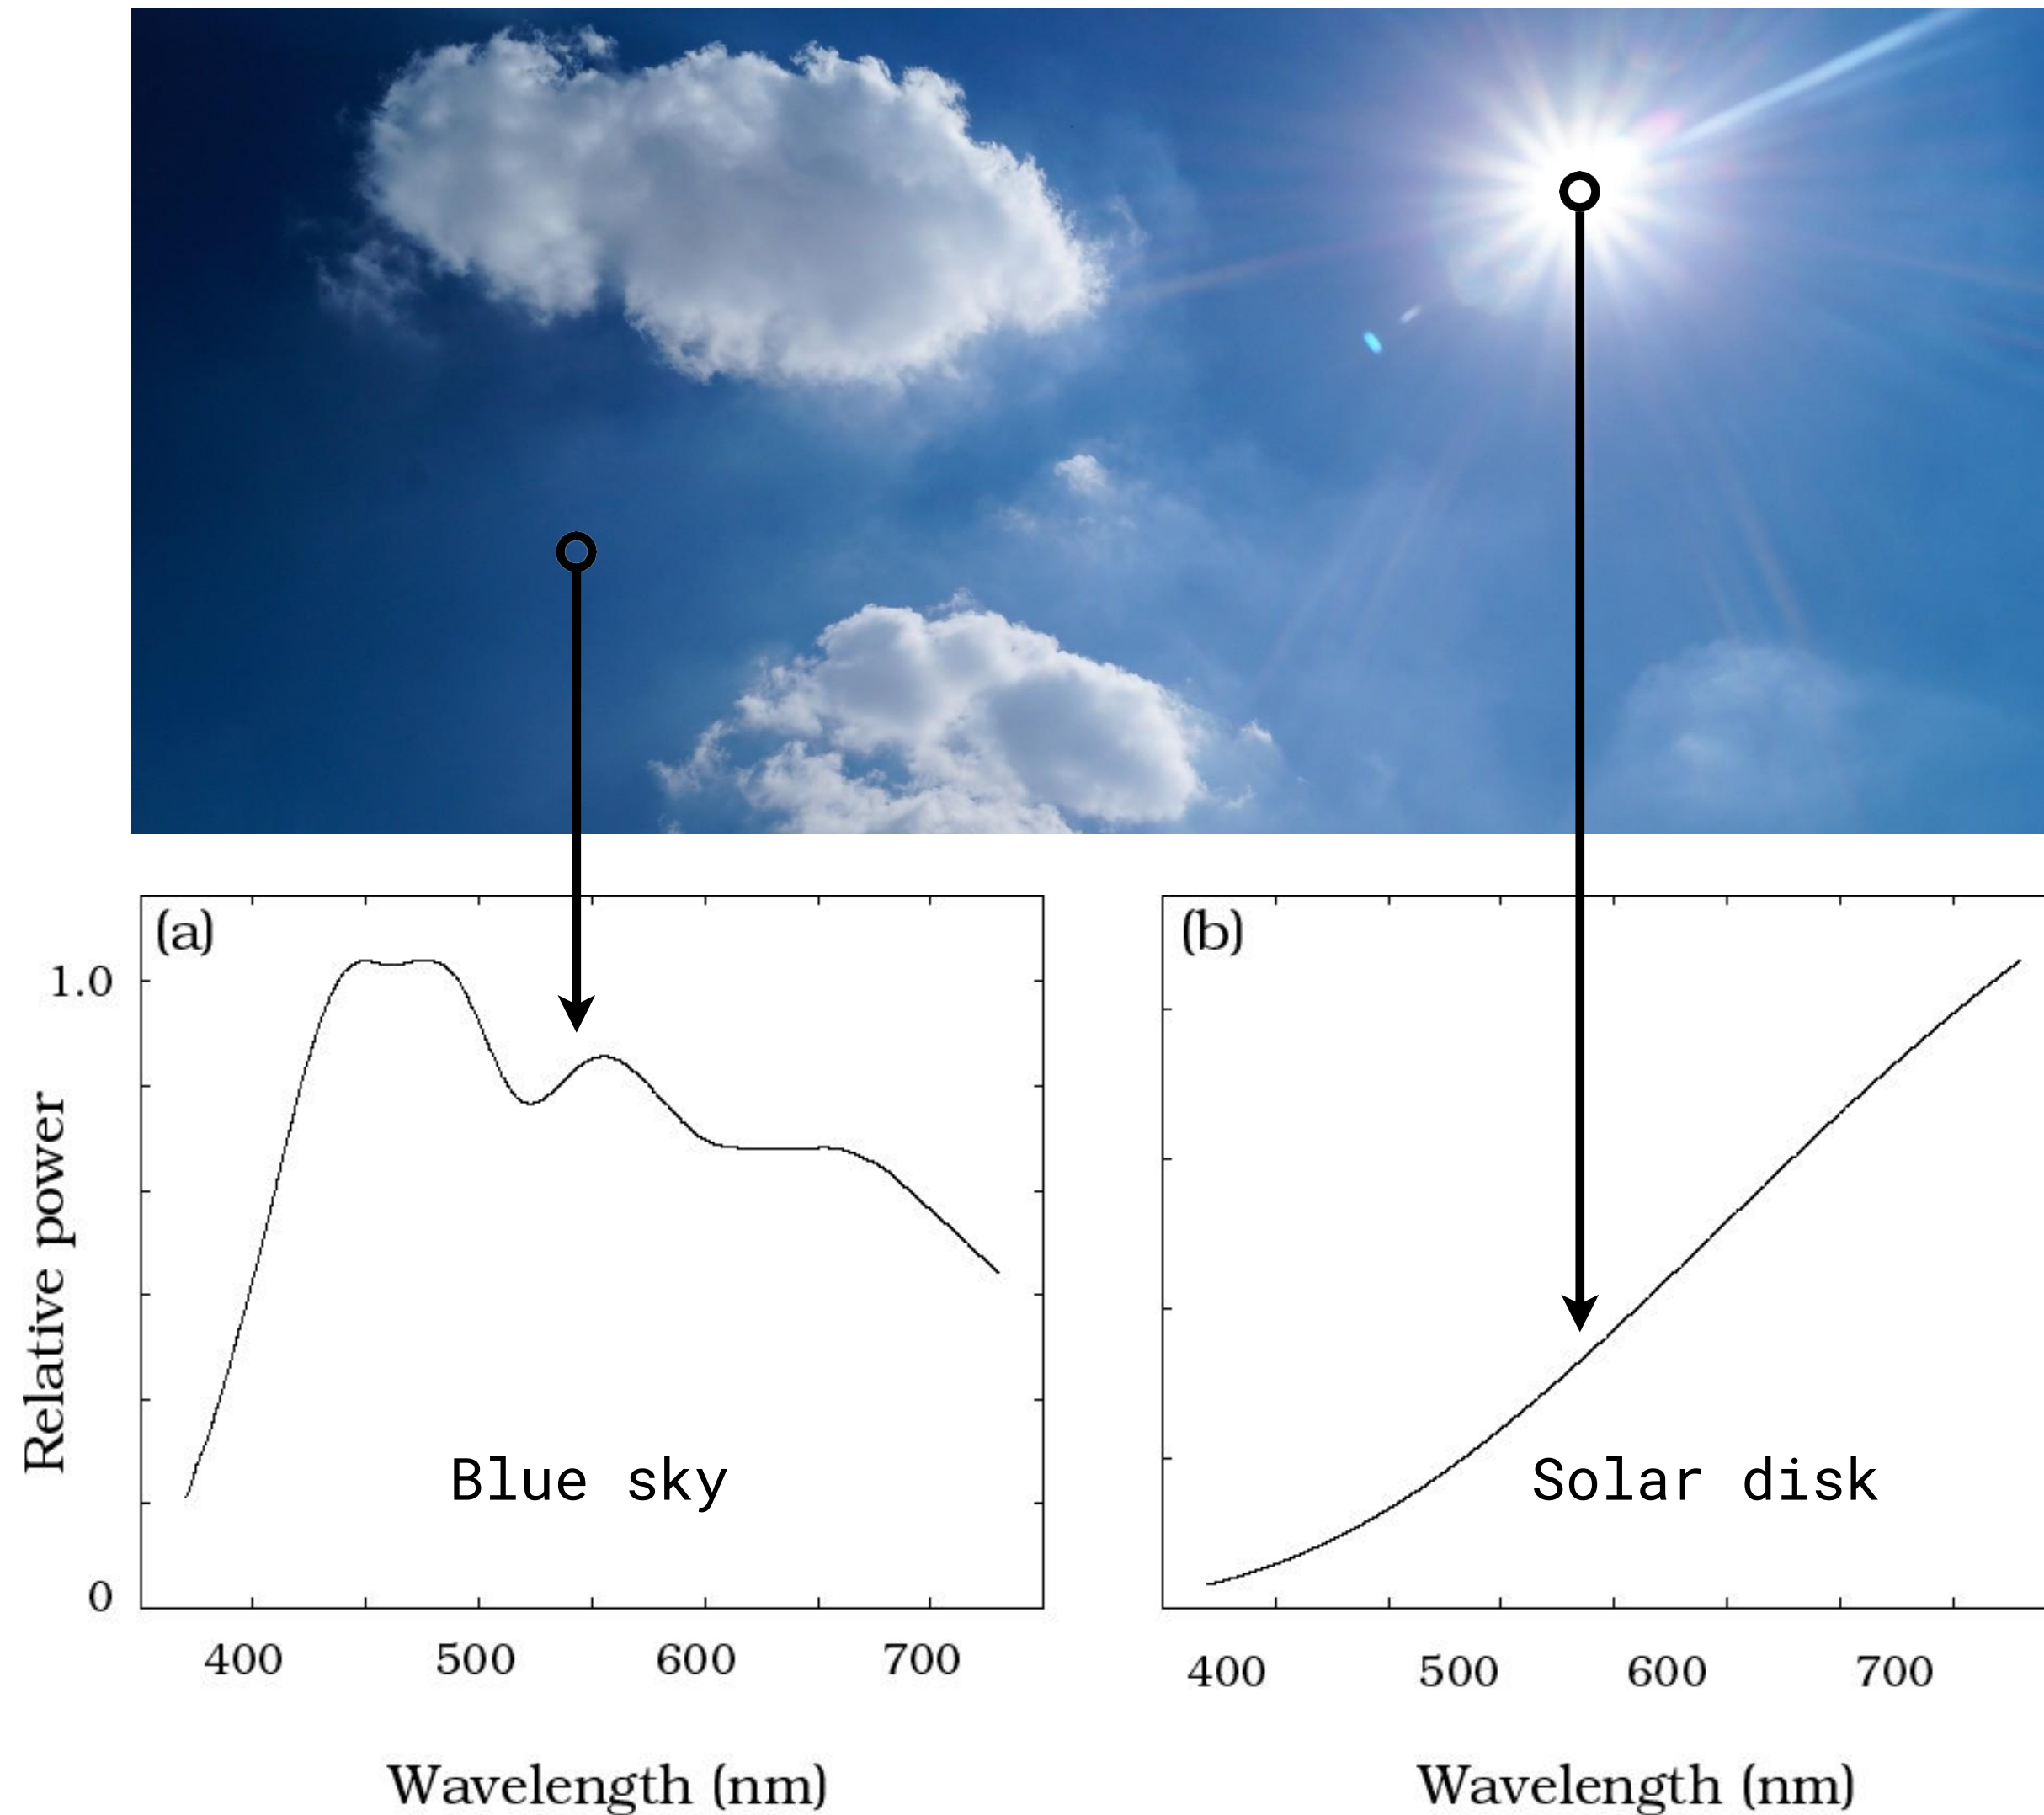 (a)
1.0
Relative power
0
Blue sky
400 500 600 700
Wavelength (nm)
(b)
Solar disk
400 500 600 700
Wavelength (nm)